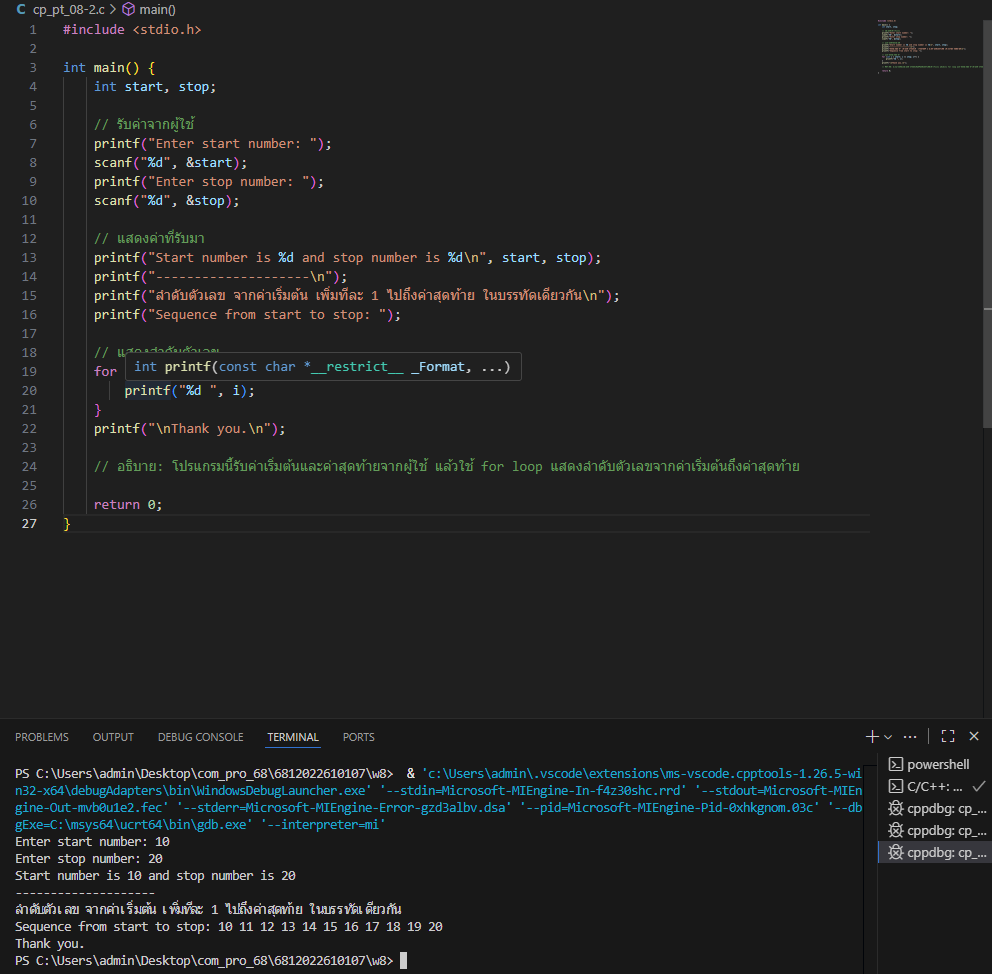 cp_pt_08-2.c > main()
1 #include <stdio.h>
2
3 int main() {
4 int start, stop;
5
6 // รับค่าจากผู้ใช้
7 printf("Enter start number: ");
8 scanf("%d", &start);
9 printf("Enter stop number: ");
10 scanf("%d", &stop);
11
12 // แสดงค่าที่รับมา
13 printf("Start number is %d and stop number is %d\n", start, stop);
14 printf("--------------------\n");
15 printf("ลำดับตัวเลข จากค่าเริ่มต้น เพิ่มทีละ 1 ไปถึงค่าสุดท้าย ในบรรทัดเดียวกัน\n");
16 printf("Sequence from start to stop: ");
17
18 // แสดงลำดับตัวเลข
19 for
int printf(const char *__restrict__ _Format, ...)
20 printf("%d ", i);
21 }
22 printf("\nThank you.\n");
23
24 // อธิบาย: โปรแกรมนี้รับค่าเริ่มต้นและค่าสุดท้ายจากผู้ใช้ แล้วใช้ for loop แสดงลำดับตัวเลขจากค่าเริ่มต้นถึงค่าสุดท้าย
25
26 return 0;
27 }
PROBLEMS OUTPUT DEBUG CONSOLE TERMINAL PORTS
PS C:\Users\admin\Desktop\com_pro_68\6812022610107\w8> & 'c:\Users\admin\.vscode\extensions\ms-vscode.cpptools-1.26.5-wi
n32-x64\debugAdapters\bin\WindowsDebugLauncher.exe' '--stdin=Microsoft-MIEngine-In-f4z30shc.rrd' '--stdout=Microsoft-MIEn
gine-Out-mvb0u1e2.fec' '--stderr=Microsoft-MIEngine-Error-gzd3albv.dsa' '--pid=Microsoft-MIEngine-Pid-0xhkgnom.03c' '--db
gExe=C:\msys64\ucrt64\bin\gdb.exe' '--interpreter=mi'
Enter start number: 10
Enter stop number: 20
Start number is 10 and stop number is 20
--------------------
ลำดับตัวเลข จากค่าเริ่มต้น เพิ่มทีละ 1 ไปถึงค่าสุดท้าย ในบรรทัดเดียวกัน
Sequence from start to stop: 10 11 12 13 14 15 16 17 18 19 20
Thank you.
PS C:\Users\admin\Desktop\com_pro_68\6812022610107\w8>
powershell
C/C++: ...
cppdbg: cp_...
cppdbg: cp_...
cppdbg: cp_...